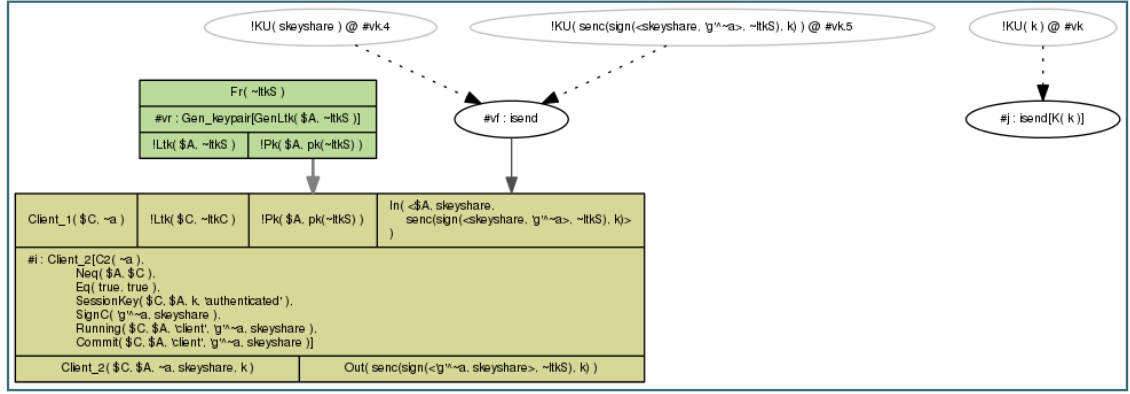 !KU( skeyshare ) @ #vk.4
!KU( senc(sign(<skeyshare, 'g'^~a>, ~ltkS), k) ) @ #vk.5
!KU( k ) @ #vk
Fr( ~ltkS )
#vr : Gen_keypair[GenLtk( $A, ~ltkS )]
!Ltk( $A, ~ltkS )
!Pk( $A, pk(~ltkS) )
#vf : isend
#j : isend[K( k )]
Client_1( $C, ~a )
!Ltk( $C, ~ltkC )
!Pk( $A, pk(~ltkS) )
In( <$A, skeyshare,
senc(sign(<skeyshare, 'g'^~a>, ~ltkS), k)>
)
#i : Client_2[C2( ~a ),
Neq( $A, $C ),
Eq( true, true ),
SessionKey( $C, $A, k, 'authenticated' ),
SignC( 'g'^~a, skeyshare ),
Running( $C, $A, 'client', 'g'^~a, skeyshare ),
Commit( $C, $A, 'client', 'g'^~a, skeyshare )]
Client_2( $C, $A, ~a, skeyshare, k )
Out( senc(sign(<'g'^~a, skeyshare>, ~ltkS), k) )